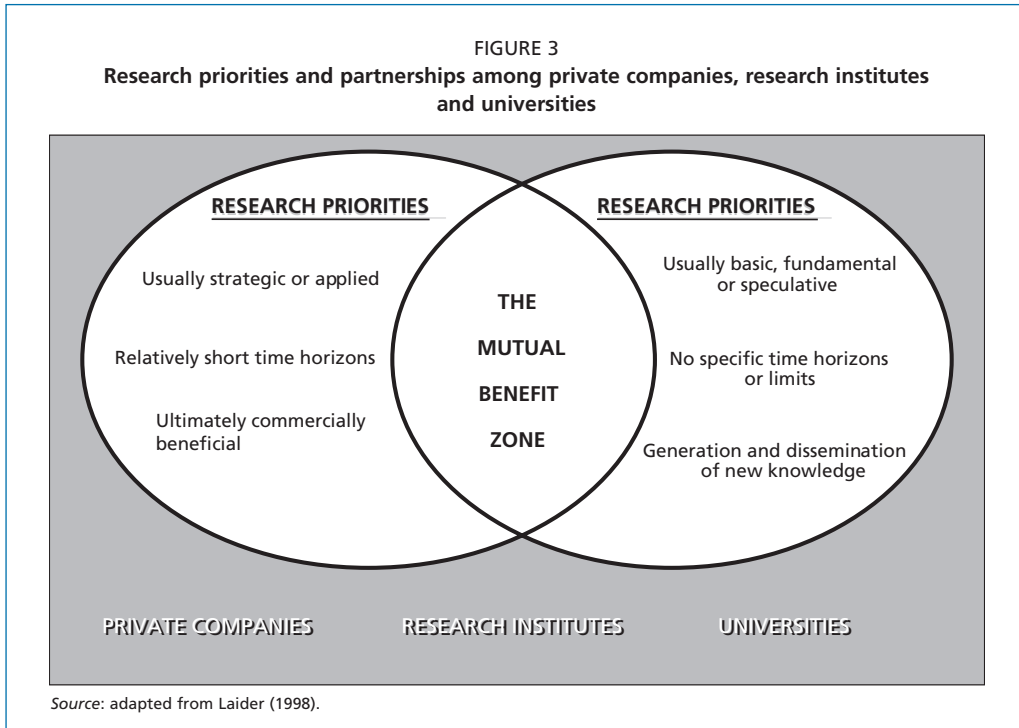 FIGURE 3
Research priorities and partnerships among private companies, research institutes
and universities
RESEARCH PRIORITIES
Usually strategic or applied
Relatively short time horizons
Ultimately commercially
beneficial
THE
MUTUAL
BENEFIT
ZONE
RESEARCH PRIORITIES
Usually basic, fundamental
or speculative
No specific time horizons
or limits
Generation and dissemination
of new knowledge
PRIVATE COMPANIES
RESEARCH INSTITUTES
UNIVERSITIES
Source: adapted from Laider (1998).